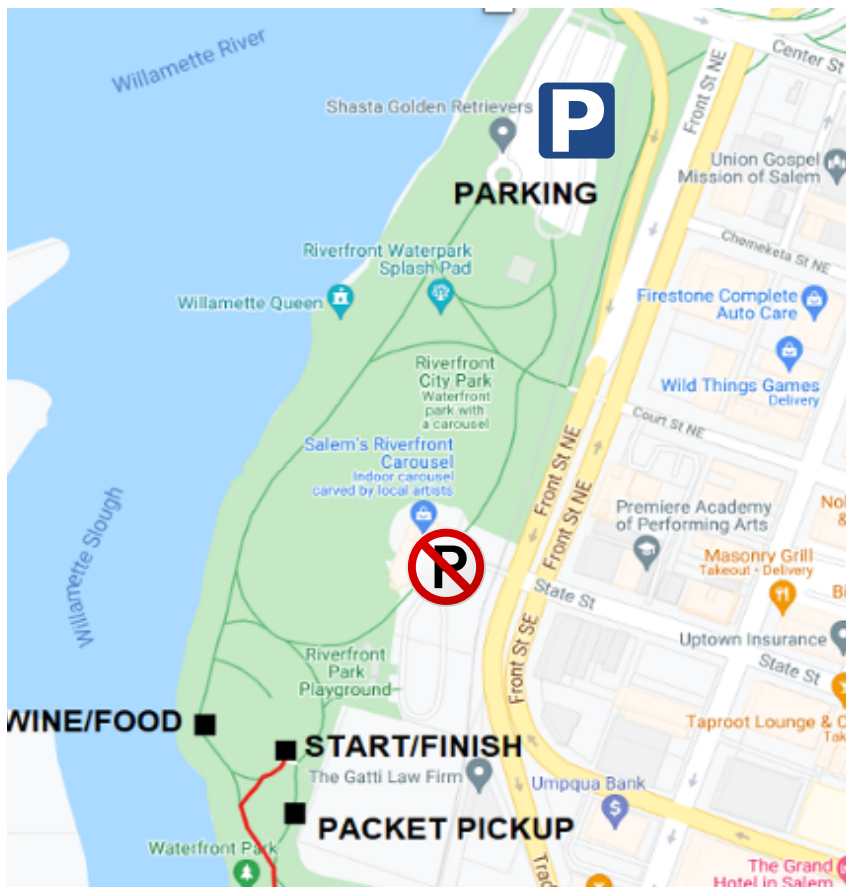 Willamette River
Center St
Front St NE
Shasta Golden Retrievers
P
PARKING
Union Gospel
Mission of Salem
Chemeketa St NE
Riverfront Waterpark
Splash Pad
Willamette Queen
Firestone Complete
Auto Care
Wild Things Games
Delivery
Riverfront
City Park
Waterfront
park with
a carousel
Court St NE
Salem's Riverfront
Carousel
Indoor carousel
carved by local artists
Front St NE
Front St NE
P
Premiere Academy
of Performing Arts
Masonry Grill
Takeout • Delivery
Willamette Slough
State St
Front St SE
Uptown Insurance
State St
Riverfront
Park
Playground
Taproot Lounge & C
WINE/FOOD
START/FINISH
The Gatti Law Firm
Umpqua Bank
$
PACKET PICKUP
Waterfront Park
The Grand
Hotel in Salem